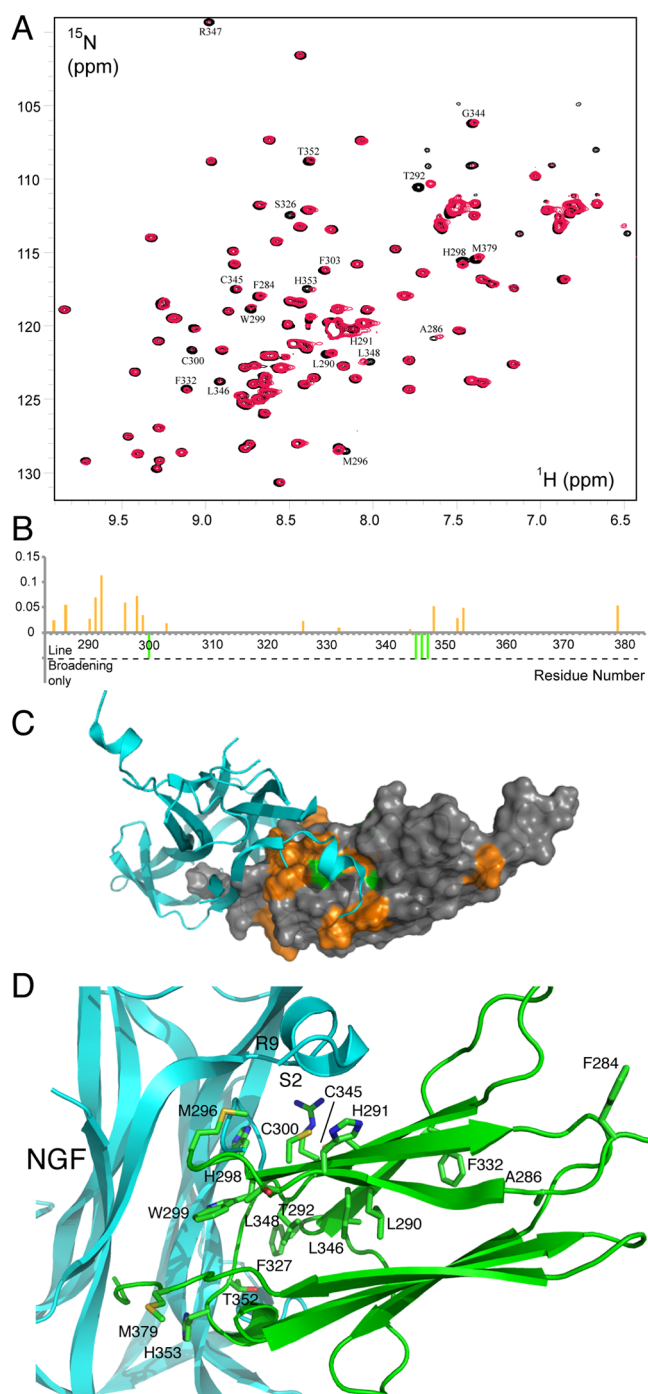 A
15N
(ppm)
R347
105
G344
T352
110
T292
S326
115
H298 M379
F303
C345 F284 H353
W299
120
H291
A286
C300
L290 L348
F332 L346
125
M296
130
1H (ppm)
9.5 9.0 8.5 8.0 7.5 7.0 6.5
B
0.15
0.1
0.05
0
290 300 310 320 330 340 350 360 370 380
Line
Broadening
only
Residue Number
C
D
R9
S2
F284
C345
M296
C300
H291
NGF
H298
F332
A286
W299
T292
L348
L290
L346
F327
T352
M379
H353